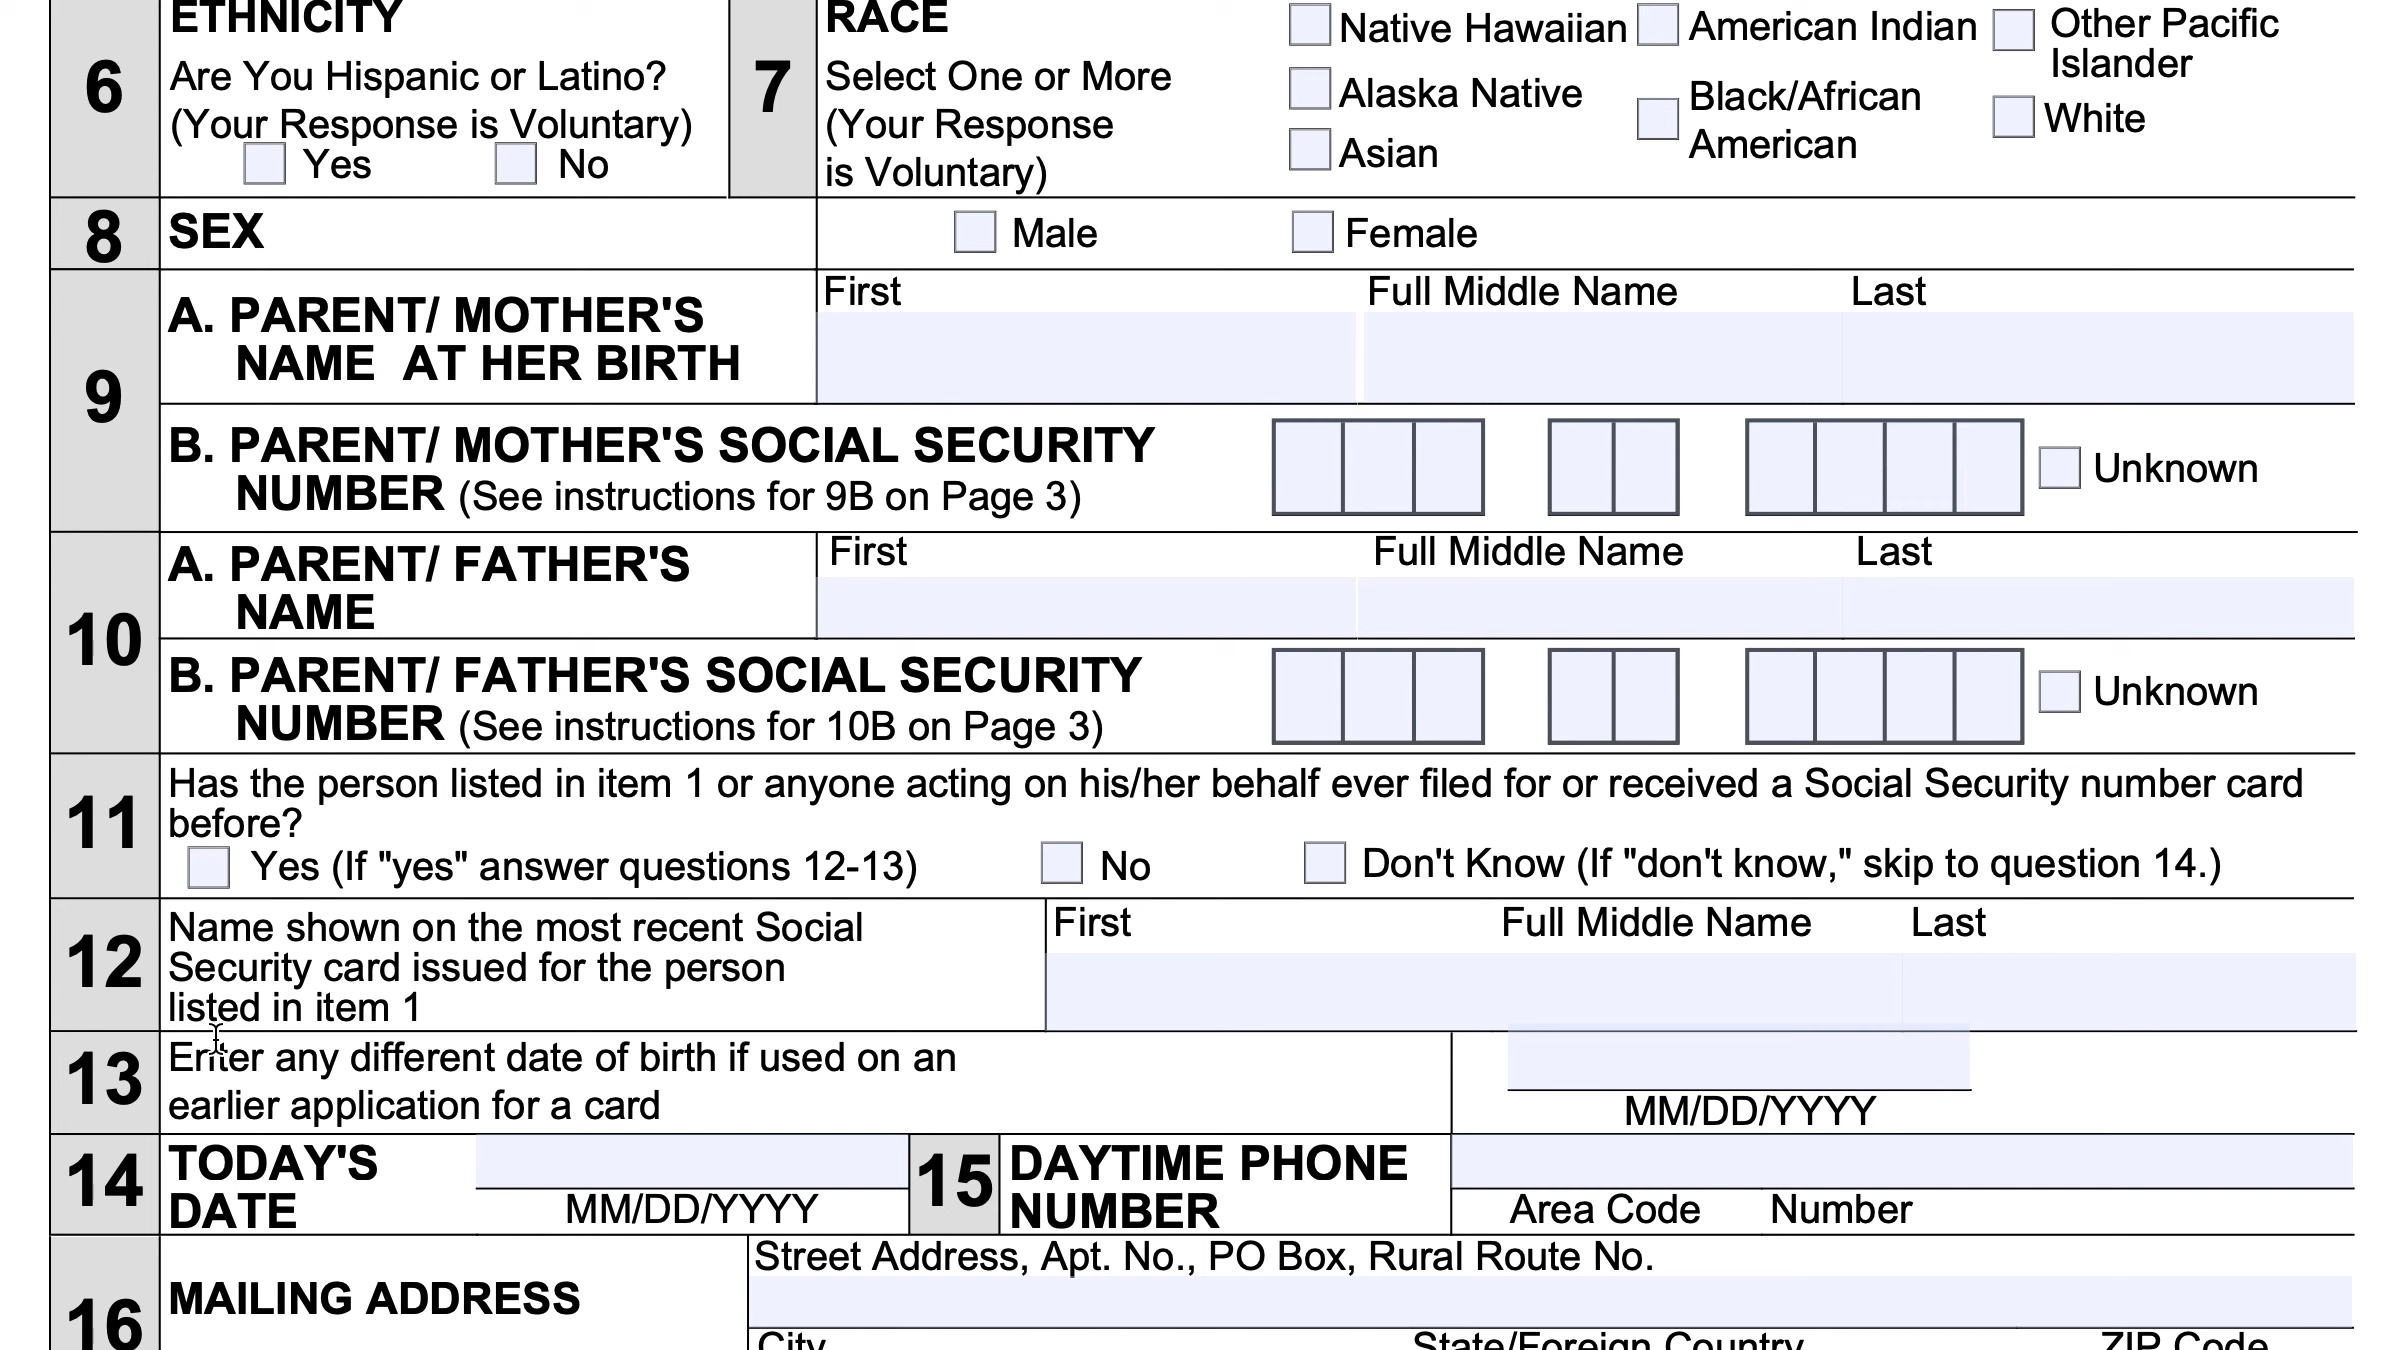 ETHNICITY
6
Are You Hispanic or Latino?
(Your Response is Voluntary)
Yes No
RACE
7
Select One or More
(Your Response
is Voluntary)
Native Hawaiian
Alaska Native
Asian
American Indian
Black/African
American
Other Pacific
Islander
White
8 SEX Male Female
9
A. PARENT/ MOTHER'S
NAME AT HER BIRTH
First Full Middle Name Last
B. PARENT/ MOTHER'S SOCIAL SECURITY
NUMBER (See instructions for 9B on Page 3)
Unknown
10
A. PARENT/ FATHER'S
NAME
First Full Middle Name Last
B. PARENT/ FATHER'S SOCIAL SECURITY
NUMBER (See instructions for 10B on Page 3)
Unknown
11
Has the person listed in item 1 or anyone acting on his/her behalf ever filed for or received a Social Security number card
before?
Yes (If "yes" answer questions 12-13) No Don't Know (If "don't know," skip to question 14.)
12
Name shown on the most recent Social
Security card issued for the person
listed in item 1
First Full Middle Name Last
13
Enter any different date of birth if used on an
earlier application for a card
MM/DD/YYYY
14
TODAY'S
DATE
MM/DD/YYYY
15
DAYTIME PHONE
NUMBER
Area Code Number
16
MAILING ADDRESS
Street Address, Apt. No., PO Box, Rural Route No.
City State/Foreign Country ZIP Code